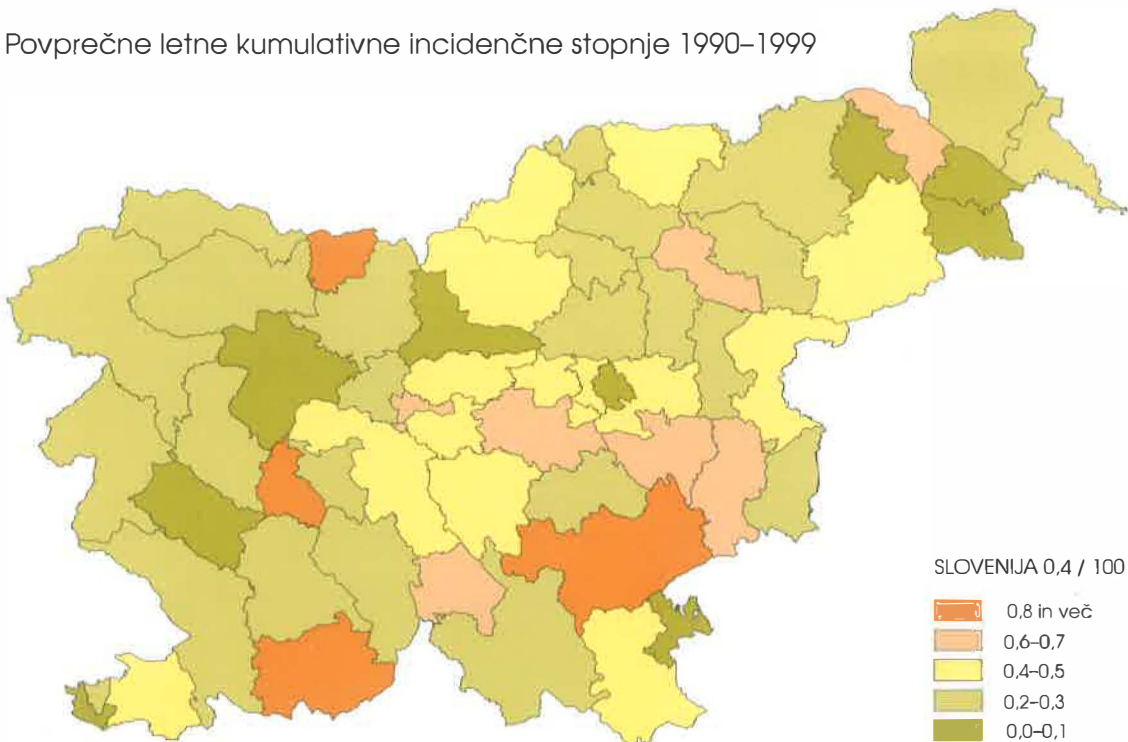 Povprečne letne kumulativne incidenčne stopnje 1990–1999
SLOVENIJA 0,4 / 100
0,8 in več
0,6–0,7
0,4–0,5
0,2–0,3
0,0–0,1